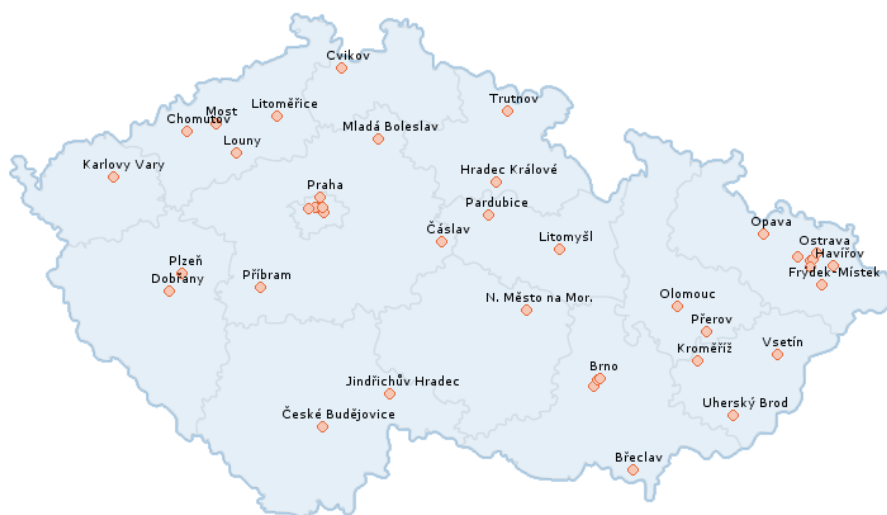 Cvikov
Trutnov
Most
Litoměřice
Chomutov
Mladá Boleslav
Louny
Karlovy Vary
Hradec Králové
Praha
Pardubice
Opava
Čáslav
Litomyšl
Ostrava
Havířov
Plzeň
Frýdek-Místek
Dobřany
Příbram
N. Město na Mor.
Olomouc
Přerov
Vsetín
Kroměříž
Brno
Jindřichův Hradec
České Budějovice
Uherský Brod
Břeclav